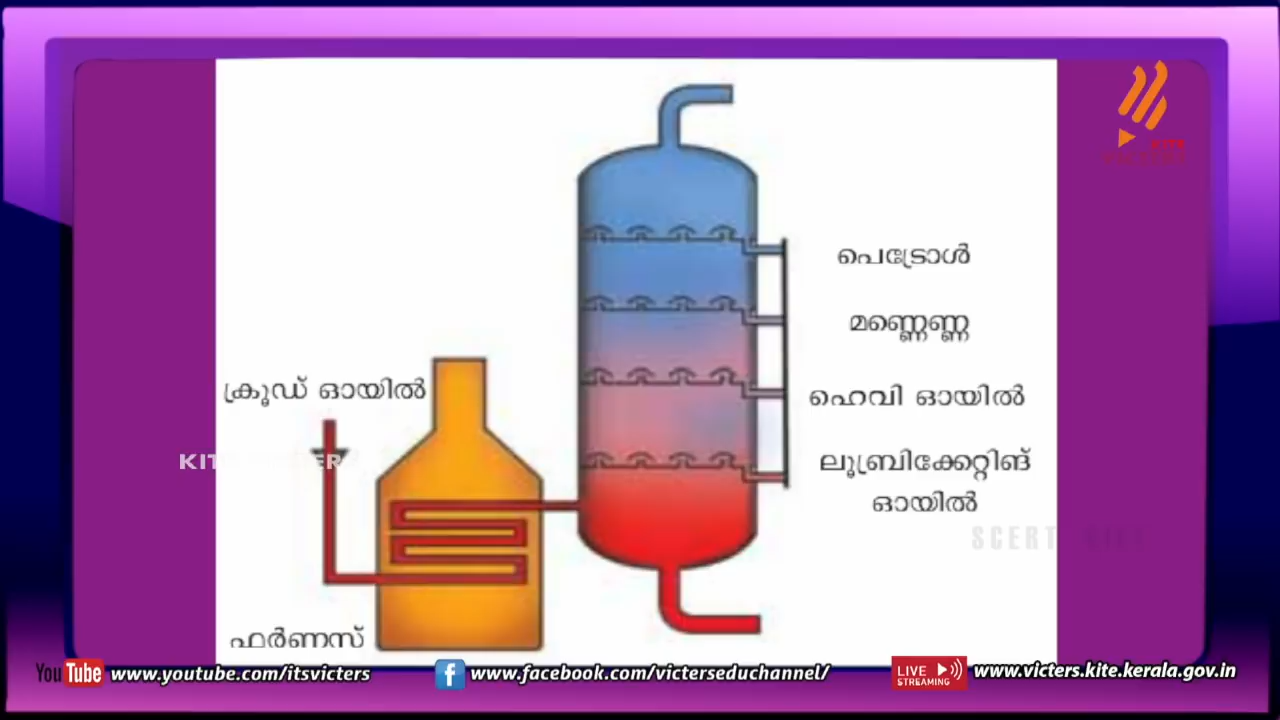 പെട്രോൾ
മണ്ണെണ്ണ
ക്രൂഡ് ഓയിൽ
ഹെവി ഓയിൽ
ലൂബ്രിക്കേറ്റിങ്
ഓയിൽ
ഫർണസ്
YouTube www.youtube.com/itsvicters
f www.facebook.com/victerseduchannel/
LIVE STREAMING www.victers.kite.kerala.gov.in